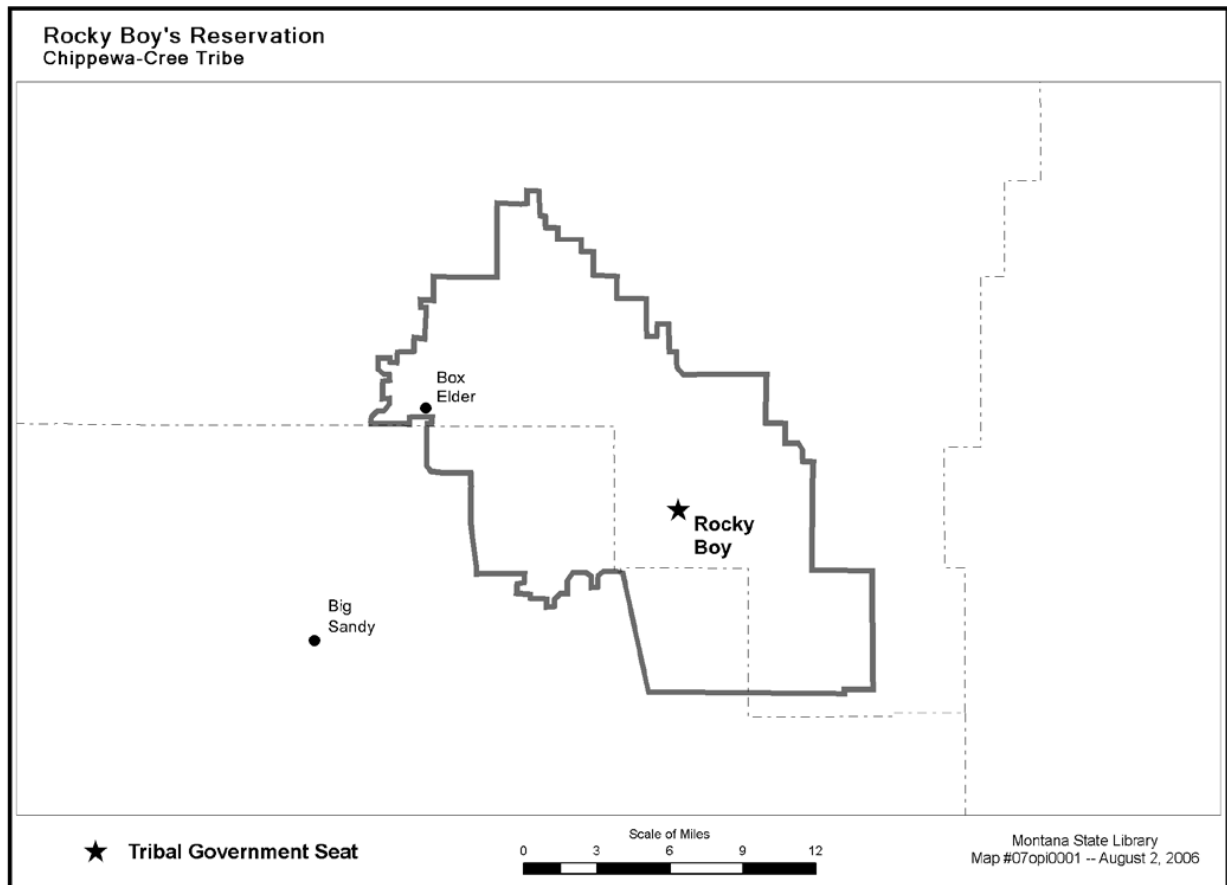 Rocky Boy's Reservation
Chippewa-Cree Tribe
Box
Elder
Rocky
Boy
Big
Sandy
Tribal Government Seat
Scale of Miles
0 3 6 9 12
Montana State Library
Map #07opi0001 -- August 2, 2006